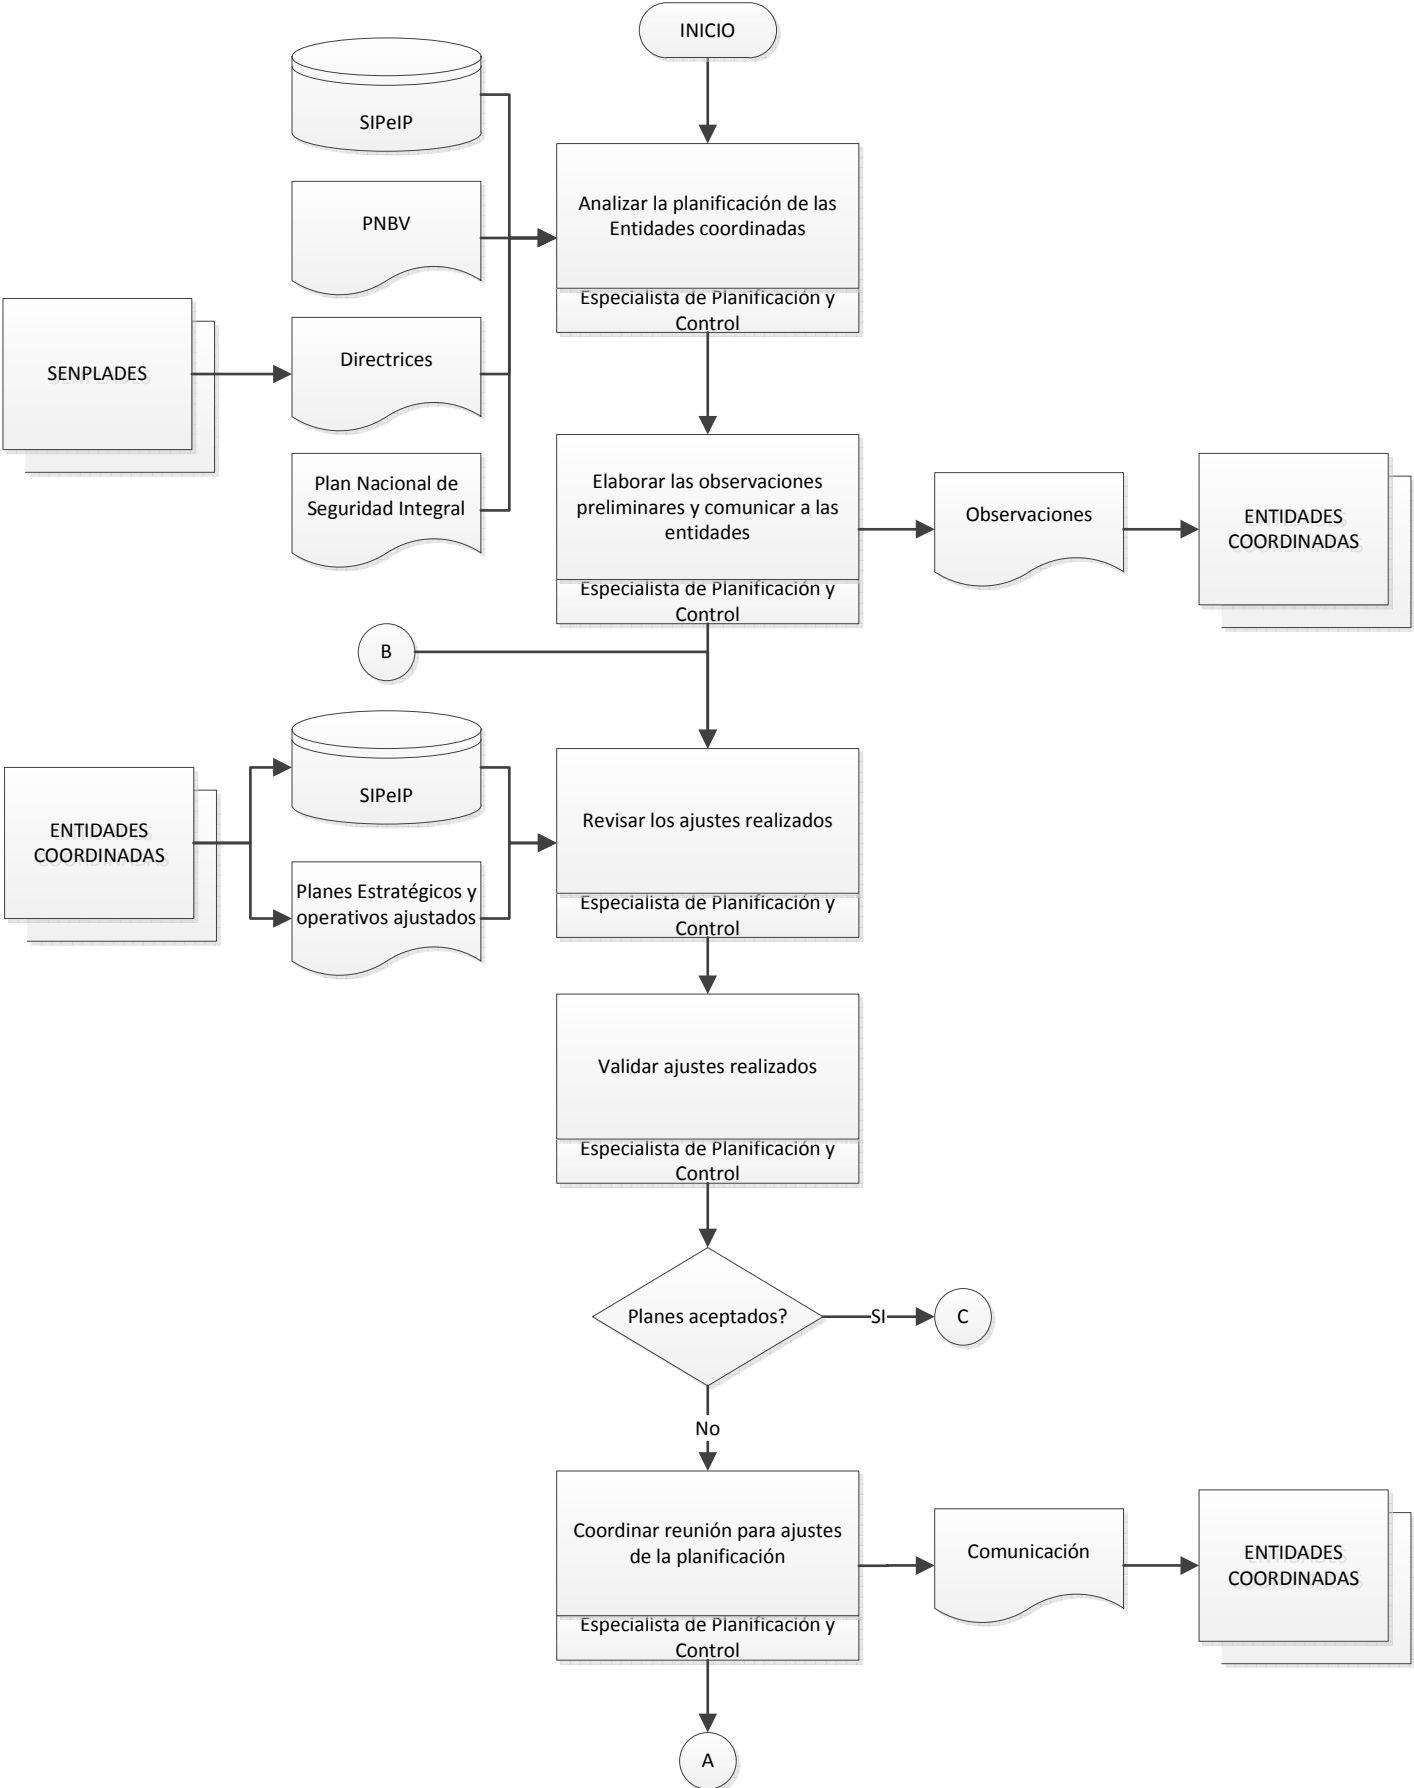 INICIO
SIPeIP
PNBV
Analizar la planificación de las
Entidades coordinadas
Especialista de Planificación y
Control
SENPLADES
Directrices
Plan Nacional de
Seguridad Integral
Elaborar las observaciones
preliminares y comunicar a las
entidades
Especialista de Planificación y
Control
Observaciones
ENTIDADES
COORDINADAS
B
ENTIDADES
COORDINADAS
SIPeIP
Planes Estratégicos y
operativos ajustados
Revisar los ajustes realizados
Especialista de Planificación y
Control
Validar ajustes realizados
Especialista de Planificación y
Control
Planes aceptados?
SI
C
No
Coordinar reunión para ajustes
de la planificación
Especialista de Planificación y
Control
Comunicación
ENTIDADES
COORDINADAS
A